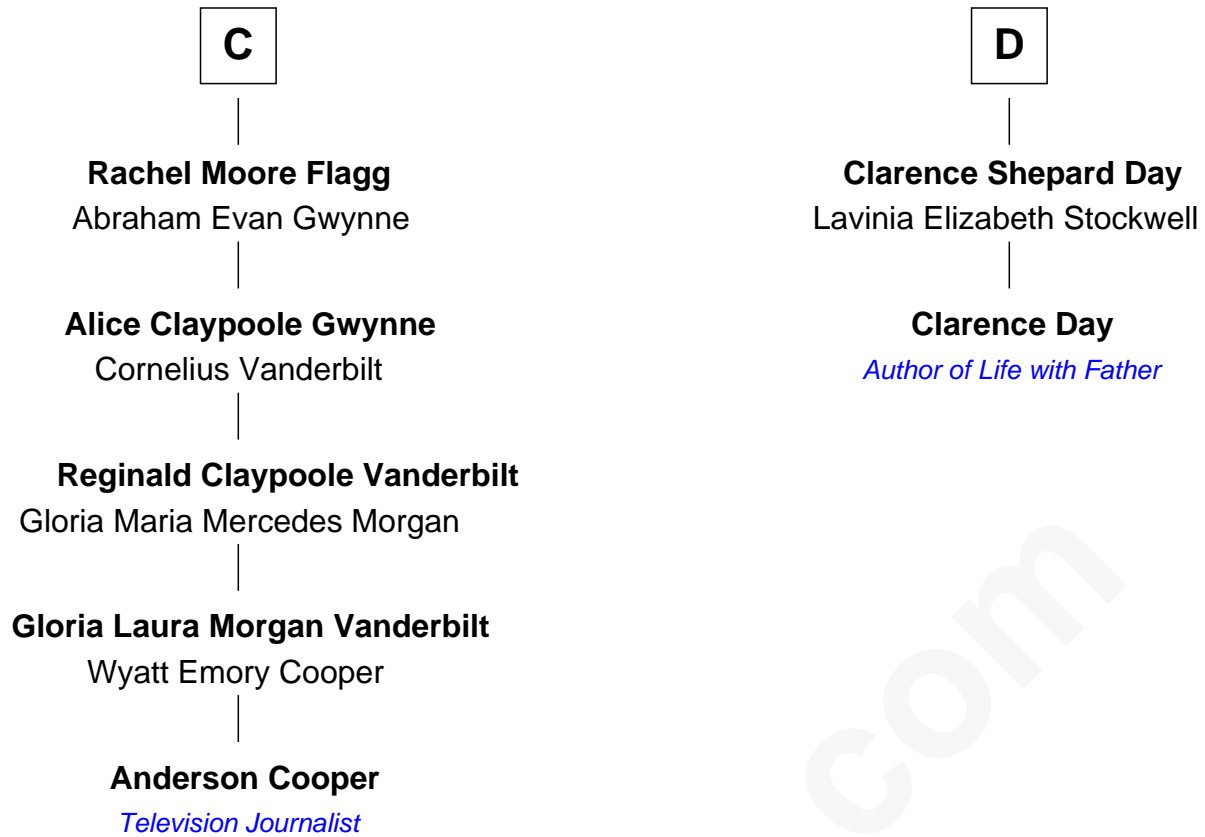 C
Rachel Moore Flagg
Abraham Evan Gwynne
Alice Claypoole Gwynne
Cornelius Vanderbilt
Reginald Claypoole Vanderbilt
Gloria Maria Mercedes Morgan
Gloria Laura Morgan Vanderbilt
Wyatt Emory Cooper
Anderson Cooper
Television Journalist
D
Clarence Shepard Day
Lavinia Elizabeth Stockwell
Clarence Day
Author of Life with Father
com